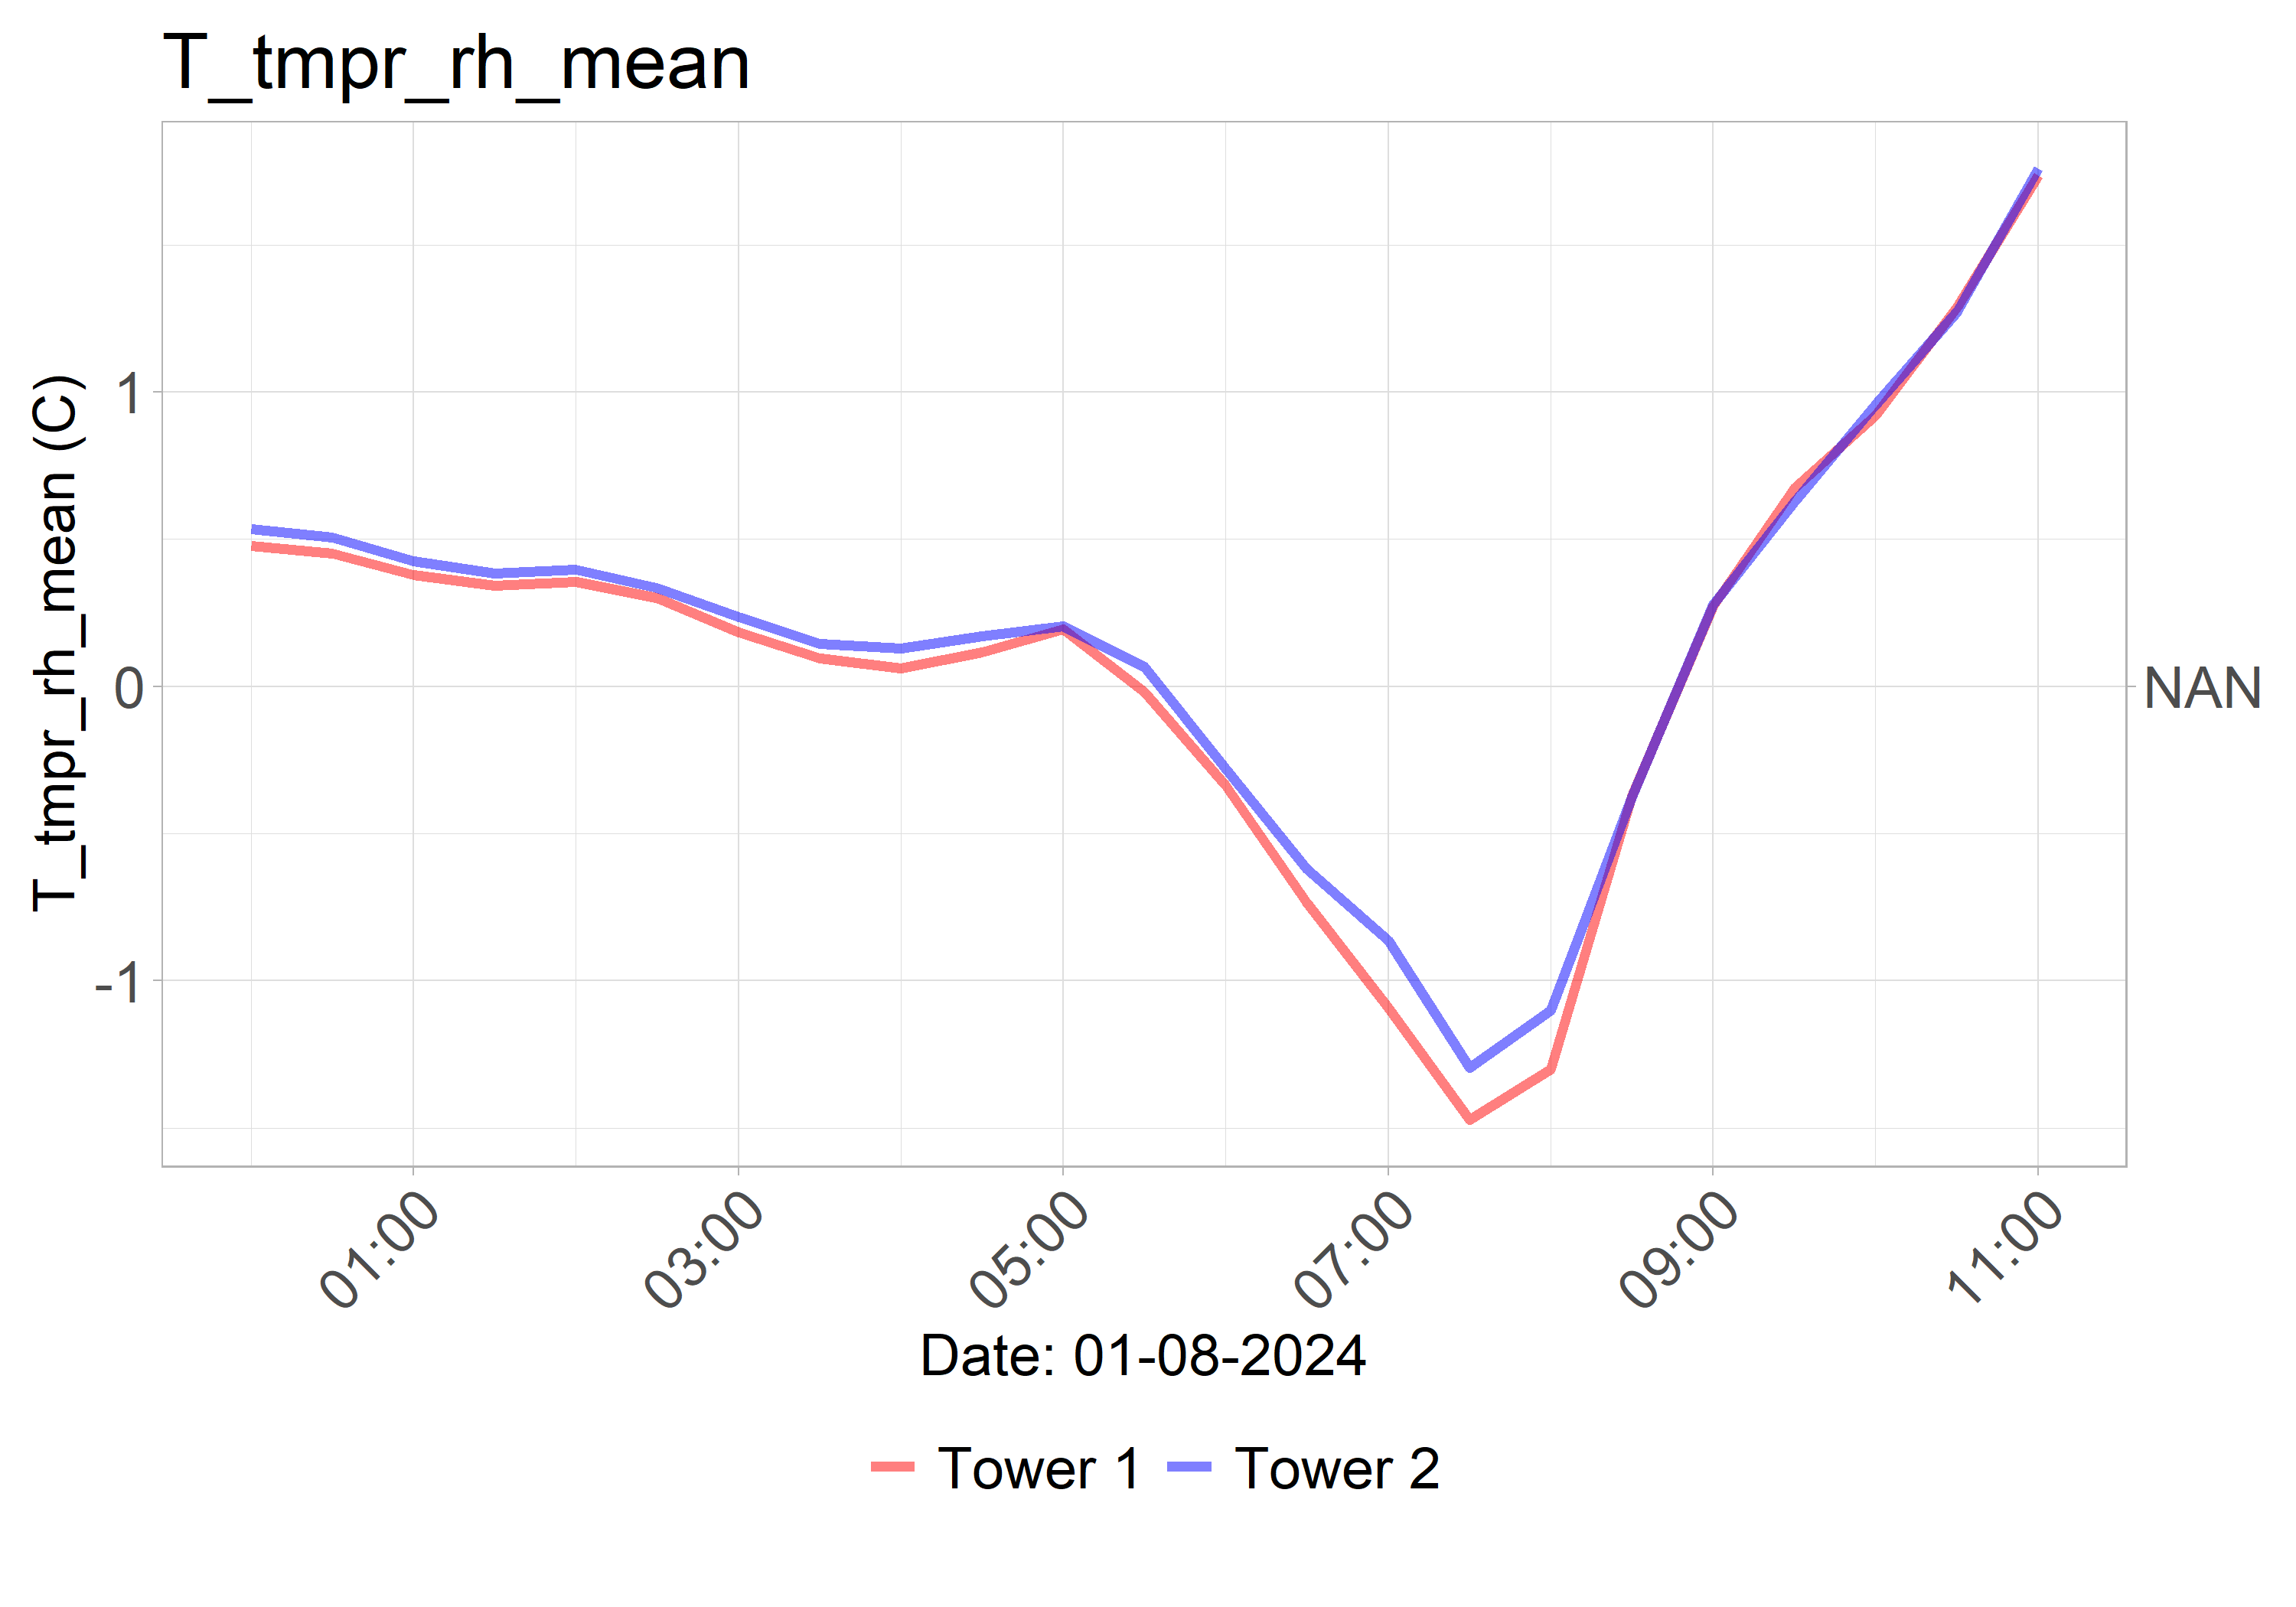 T_tmpr_rh_mean
T_tmpr_rh_mean (C)
1
0
-1
NAN
01:00
03:00
05:00
07:00
09:00
11:00
Date: 01-08-2024
Tower 1
Tower 2